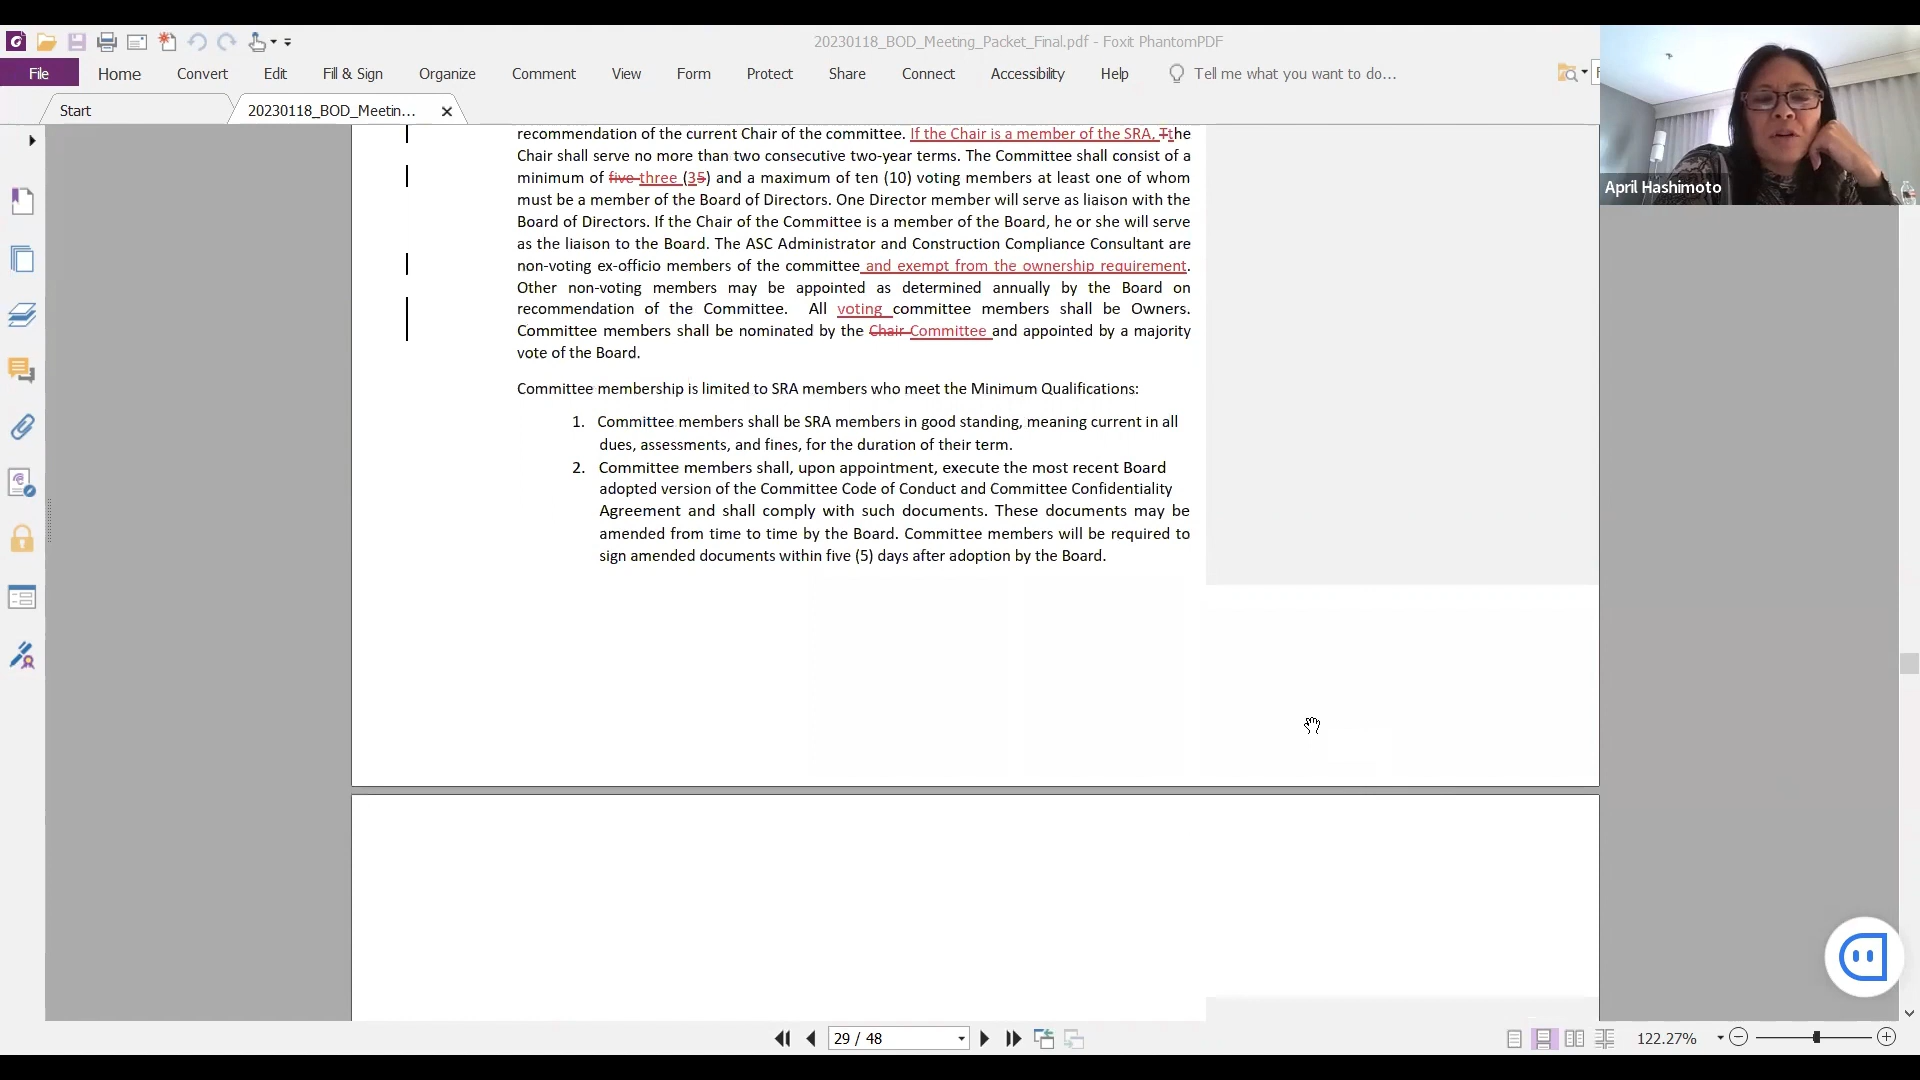 20230118_BOD_Meeting_Packet_Final.pdf - Foxit PhantomPDF
File Home Convert Edit Fill & Sign Organize Comment View Form Protect Share Connect Accessibility Help Tell me what you want to do...
Start 20230118_BOD_Meetin...
April Hashimoto
recommendation of the current Chair of the committee. If the Chair is a member of the SRA, Tthe
Chair shall serve no more than two consecutive two-year terms. The Committee shall consist of a
minimum of five three (35) and a maximum of ten (10) voting members at least one of whom
must be a member of the Board of Directors. One Director member will serve as liaison with the
Board of Directors. If the Chair of the Committee is a member of the Board, he or she will serve
as the liaison to the Board. The ASC Administrator and Construction Compliance Consultant are
non-voting ex-officio members of the committee and exempt from the ownership requirement.
Other non-voting members may be appointed as determined annually by the Board on
recommendation of the Committee. All voting committee members shall be Owners.
Committee members shall be nominated by the Chair Committee and appointed by a majority
vote of the Board.
Committee membership is limited to SRA members who meet the Minimum Qualifications:
1. Committee members shall be SRA members in good standing, meaning current in all
dues, assessments, and fines, for the duration of their term.
2. Committee members shall, upon appointment, execute the most recent Board
adopted version of the Committee Code of Conduct and Committee Confidentiality
Agreement and shall comply with such documents. These documents may be
amended from time to time by the Board. Committee members will be required to
sign amended documents within five (5) days after adoption by the Board.
29 / 48
122.27%